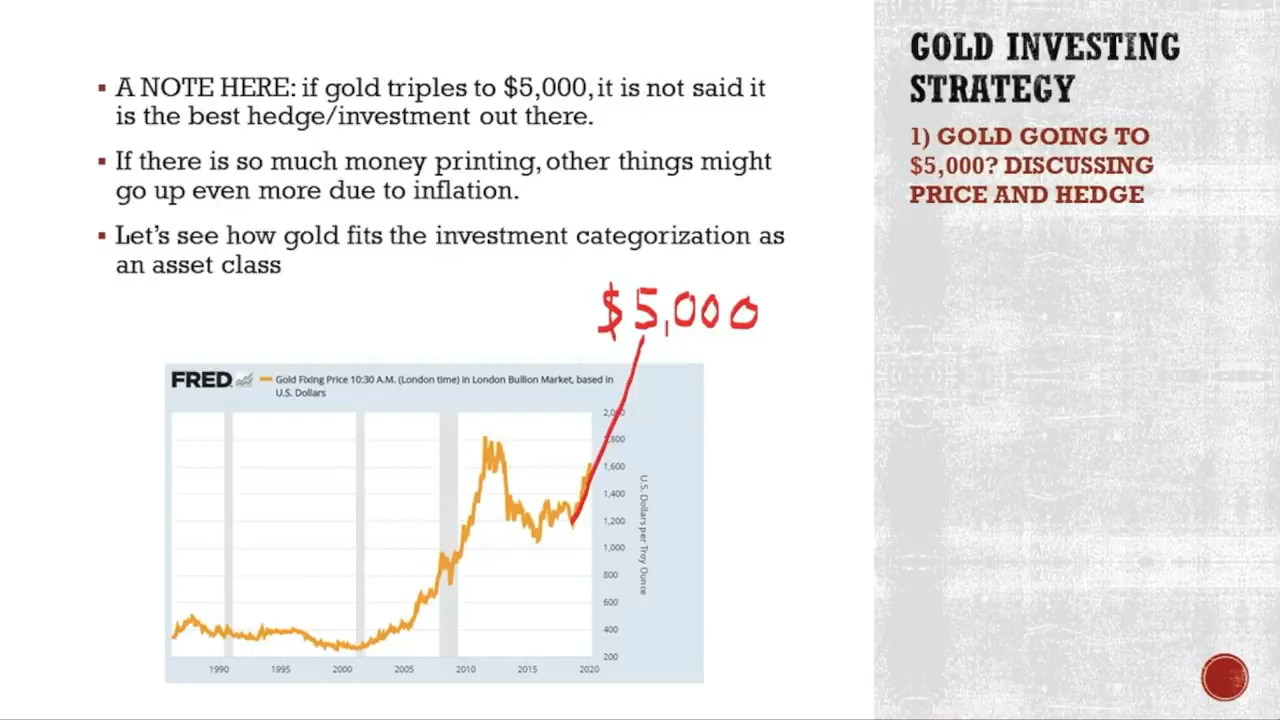 GOLD INVESTING
STRATEGY
1) GOLD GOING TO
$5,000? DISCUSSING
PRICE AND HEDGE
▪ A NOTE HERE: if gold triples to $5,000, it is not said it
is the best hedge/investment out there.
▪ If there is so much money printing, other things might
go up even more due to inflation.
▪ Let's see how gold fits the investment categorization as
an asset class
$5,000
FRED
Gold Fixing Price 10:30 A.M. (London time) in London Bullion Market, based in
U.S. Dollars
2,000
1,800
1,600
1,400
1,200
1,000
800
600
400
200
U.S. Dollars per Troy Ounce
1990 1995 2000 2005 2010 2015 2020